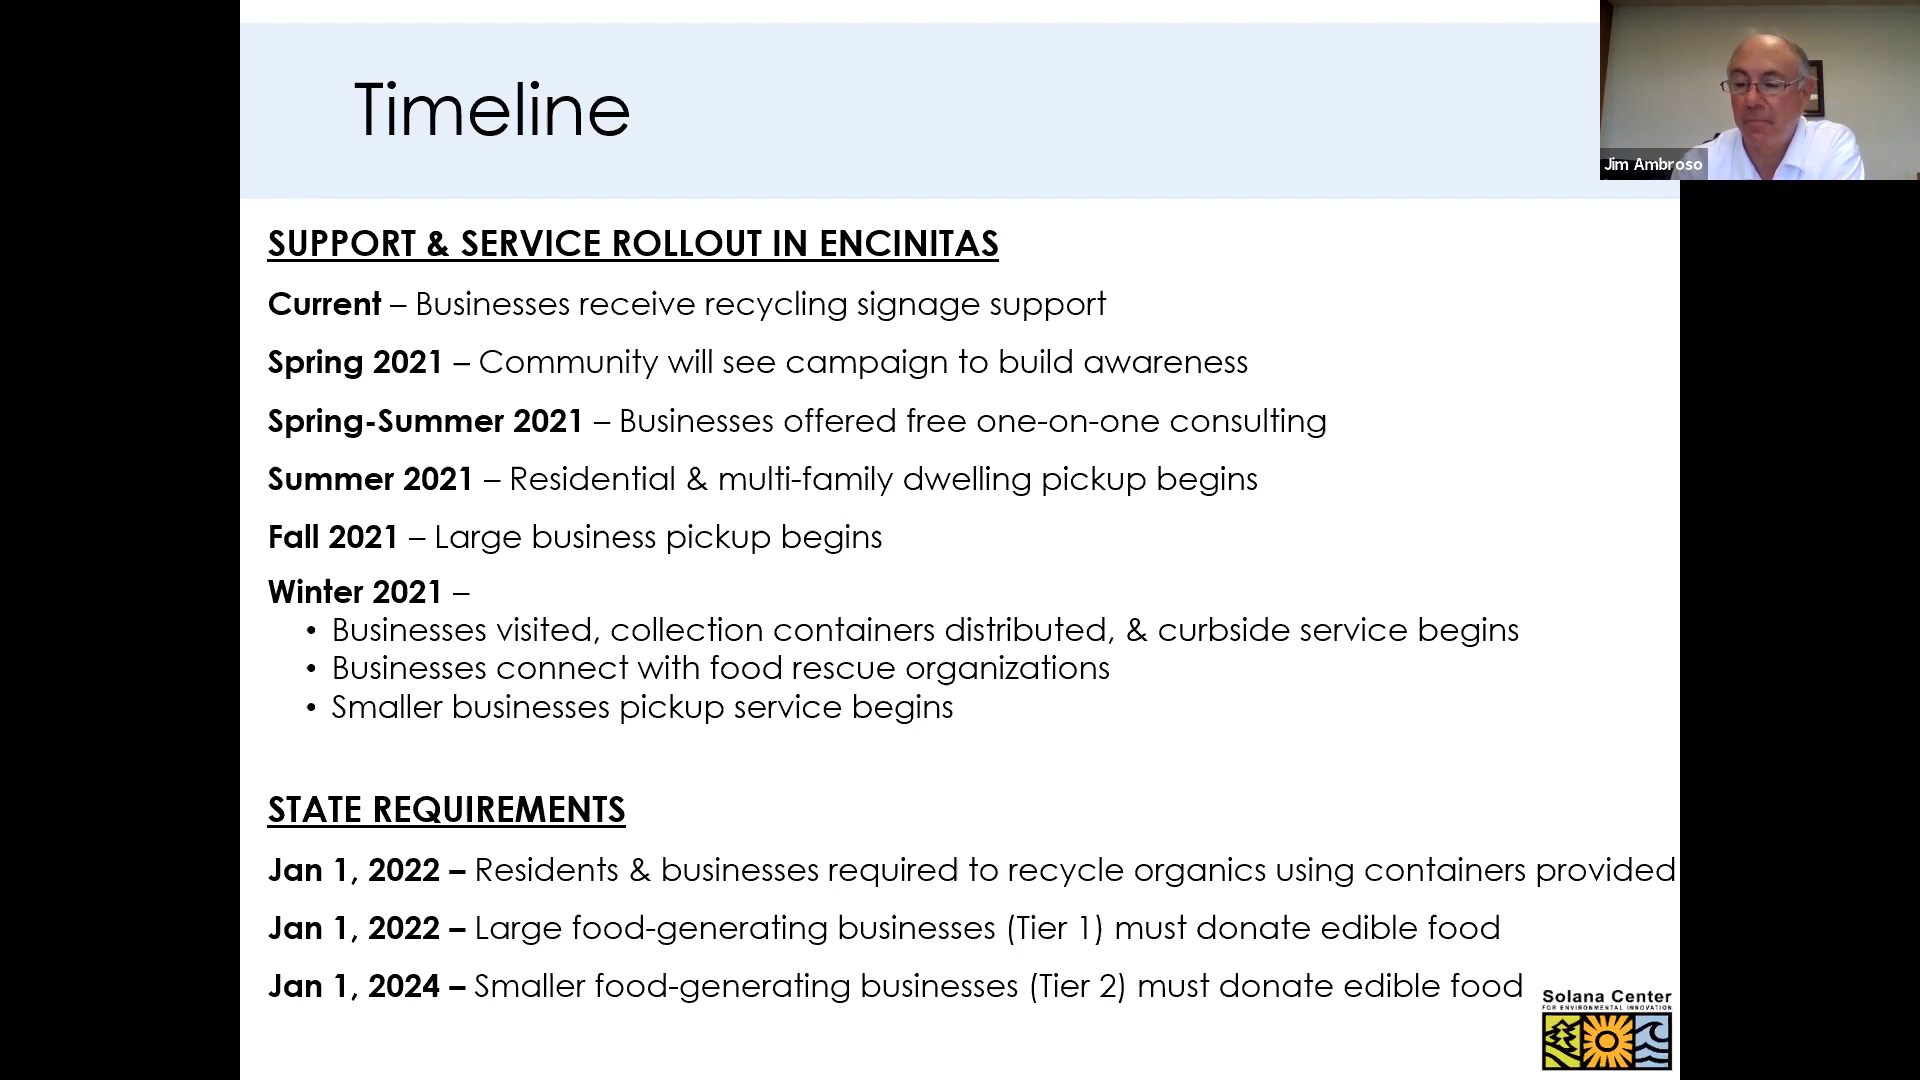 Timeline
Jim Ambroso
SUPPORT & SERVICE ROLLOUT IN ENCINITAS
Current – Businesses receive recycling signage support
Spring 2021 – Community will see campaign to build awareness
Spring-Summer 2021 – Businesses offered free one-on-one consulting
Summer 2021 – Residential & multi-family dwelling pickup begins
Fall 2021 – Large business pickup begins
Winter 2021 –
• Businesses visited, collection containers distributed, & curbside service begins
• Businesses connect with food rescue organizations
• Smaller businesses pickup service begins
STATE REQUIREMENTS
Jan 1, 2022 – Residents & businesses required to recycle organics using containers provided
Jan 1, 2022 – Large food-generating businesses (Tier 1) must donate edible food
Jan 1, 2024 – Smaller food-generating businesses (Tier 2) must donate edible food
Solana Center
FOR ENVIRONMENTAL INNOVATION